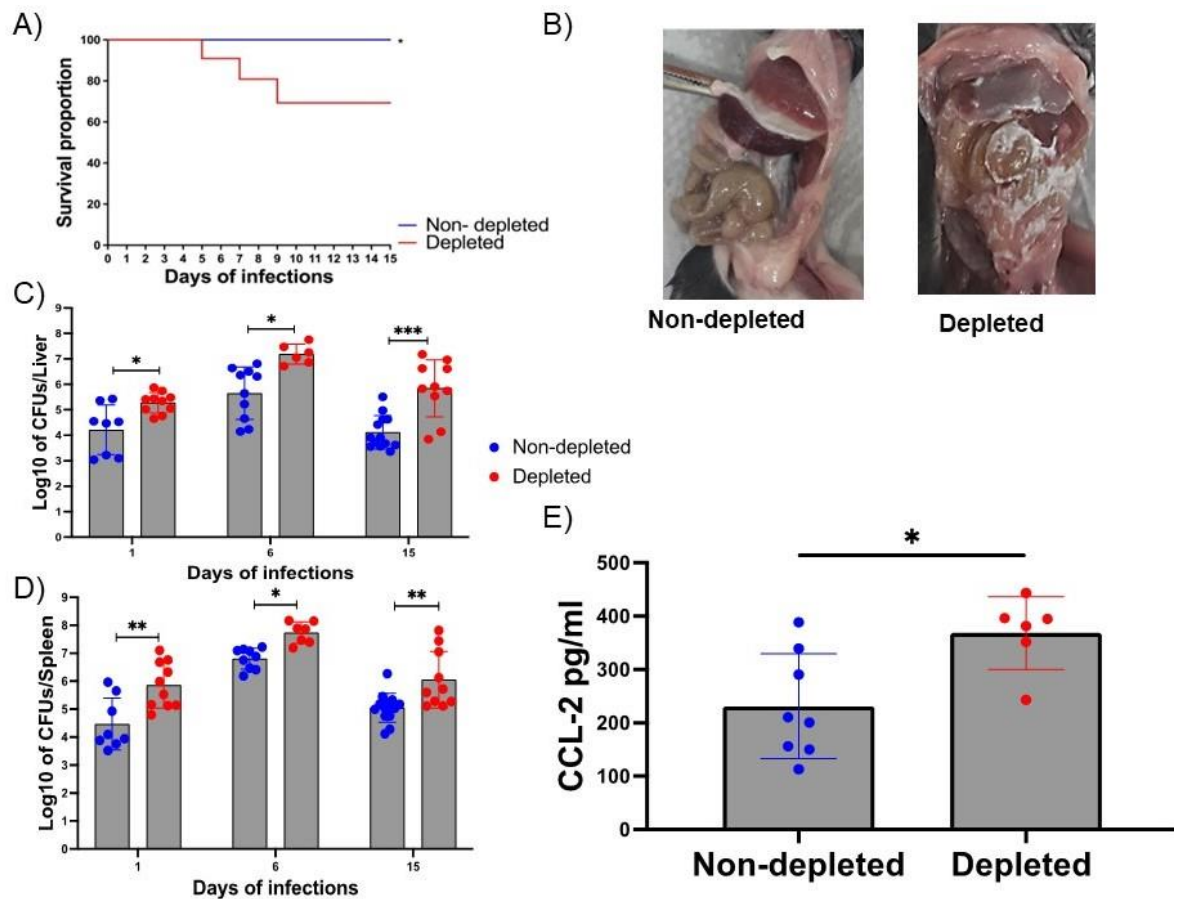 A)
Survival proportion
100
80
60
40
20
0
0 1 2 3 4 5 6 7 8 9 10 11 12 13 14 15
Days of infections
*
Non- depleted
Depleted
B)
Non-depleted
Depleted
C)
Log10 of CFUs/Liver
9
8
7
6
5
4
3
2
1
0
*
*
***
1 6 15
Days of infections
Non-depleted
Depleted
D)
Log10 of CFUs/Spleen
9
8
7
6
5
4
3
2
1
0
**
*
**
1 6 15
Days of infections
E)
CCL-2 pg/ml
500
400
300
200
100
0
*
Non-depleted Depleted